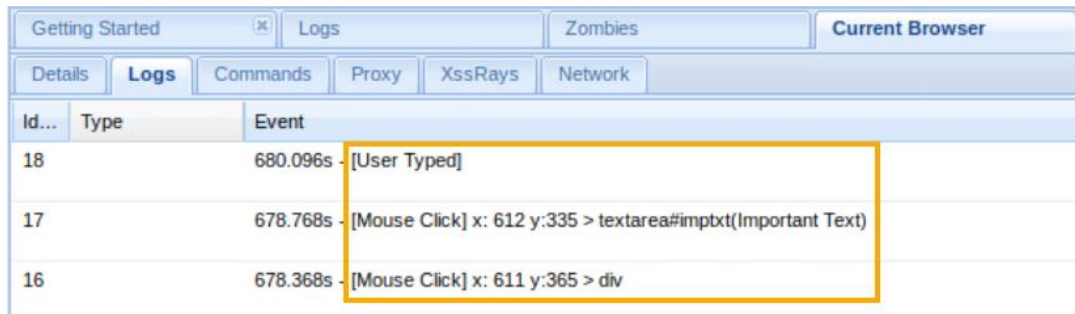 Getting Started Logs Zombies Current Browser
Details Logs Commands Proxy XssRays Network
Id... Type Event
18 680.096s - [User Typed]
17 678.768s - [Mouse Click] x: 612 y:335 > textarea#imptxt(Important Text)
16 678.368s - [Mouse Click] x: 611 y:365 > div